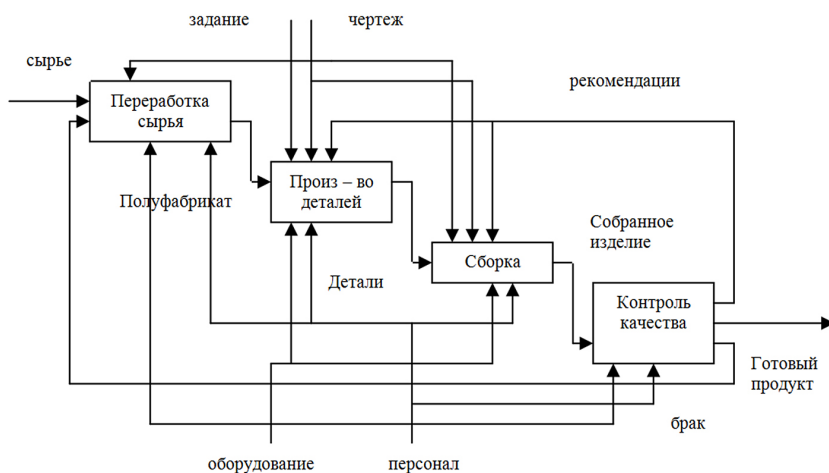 задание
чертеж
сырье
рекомендации
Переработка
сырья
Произ – во
деталей
Полуфабрикат
Собранное
изделие
Сборка
Детали
Контроль
качества
Готовый
продукт
брак
оборудование
персонал